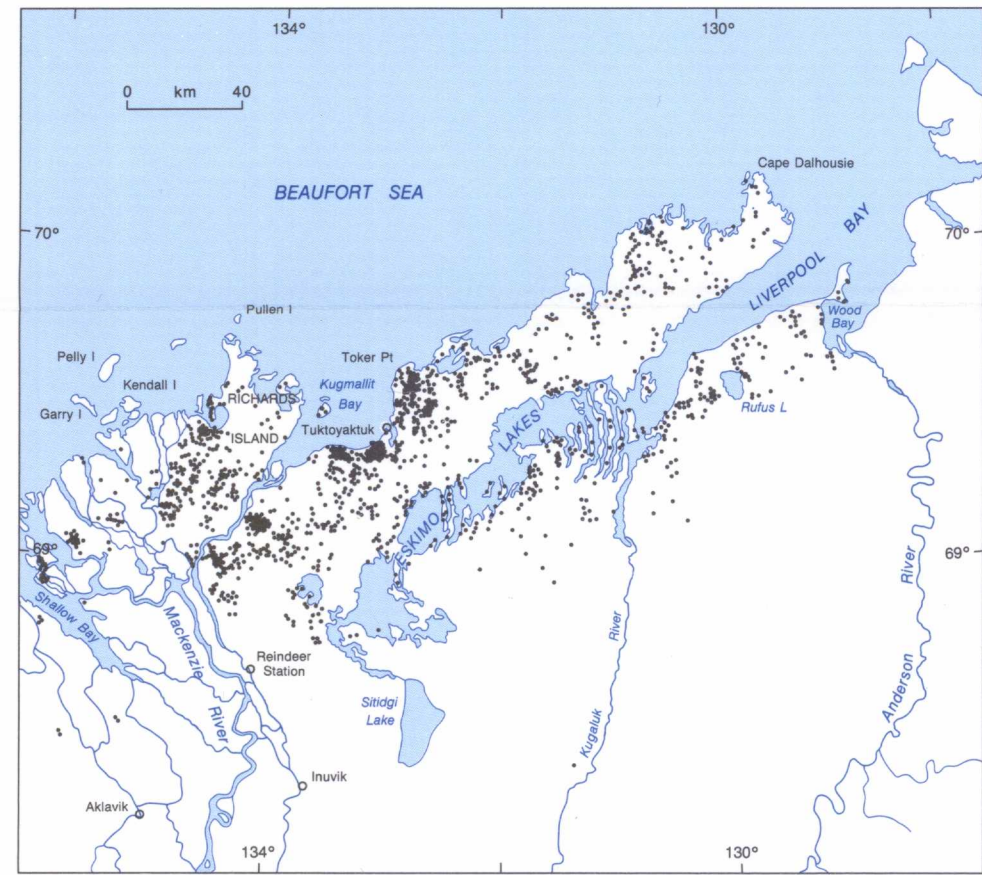 134°
130°
0 km 40
Cape Dalhousie
BEAUFORT SEA
70°
70°
LIVERPOOL BAY
Pullen I
Wood
Bay
Pelly I
Toker Pt
Kendall I
Kugmallit
Bay
RICHARDS
Garry I
Rufus L
Tuktoyaktuk
ISLAND
ESKIMO LAKES
69°
69°
Shallow Bay
Mackenzie
River
Reindeer
Station
Sitidgi
Lake
Kugaluk
River
Anderson
River
Inuvik
Aklavik
134°
130°